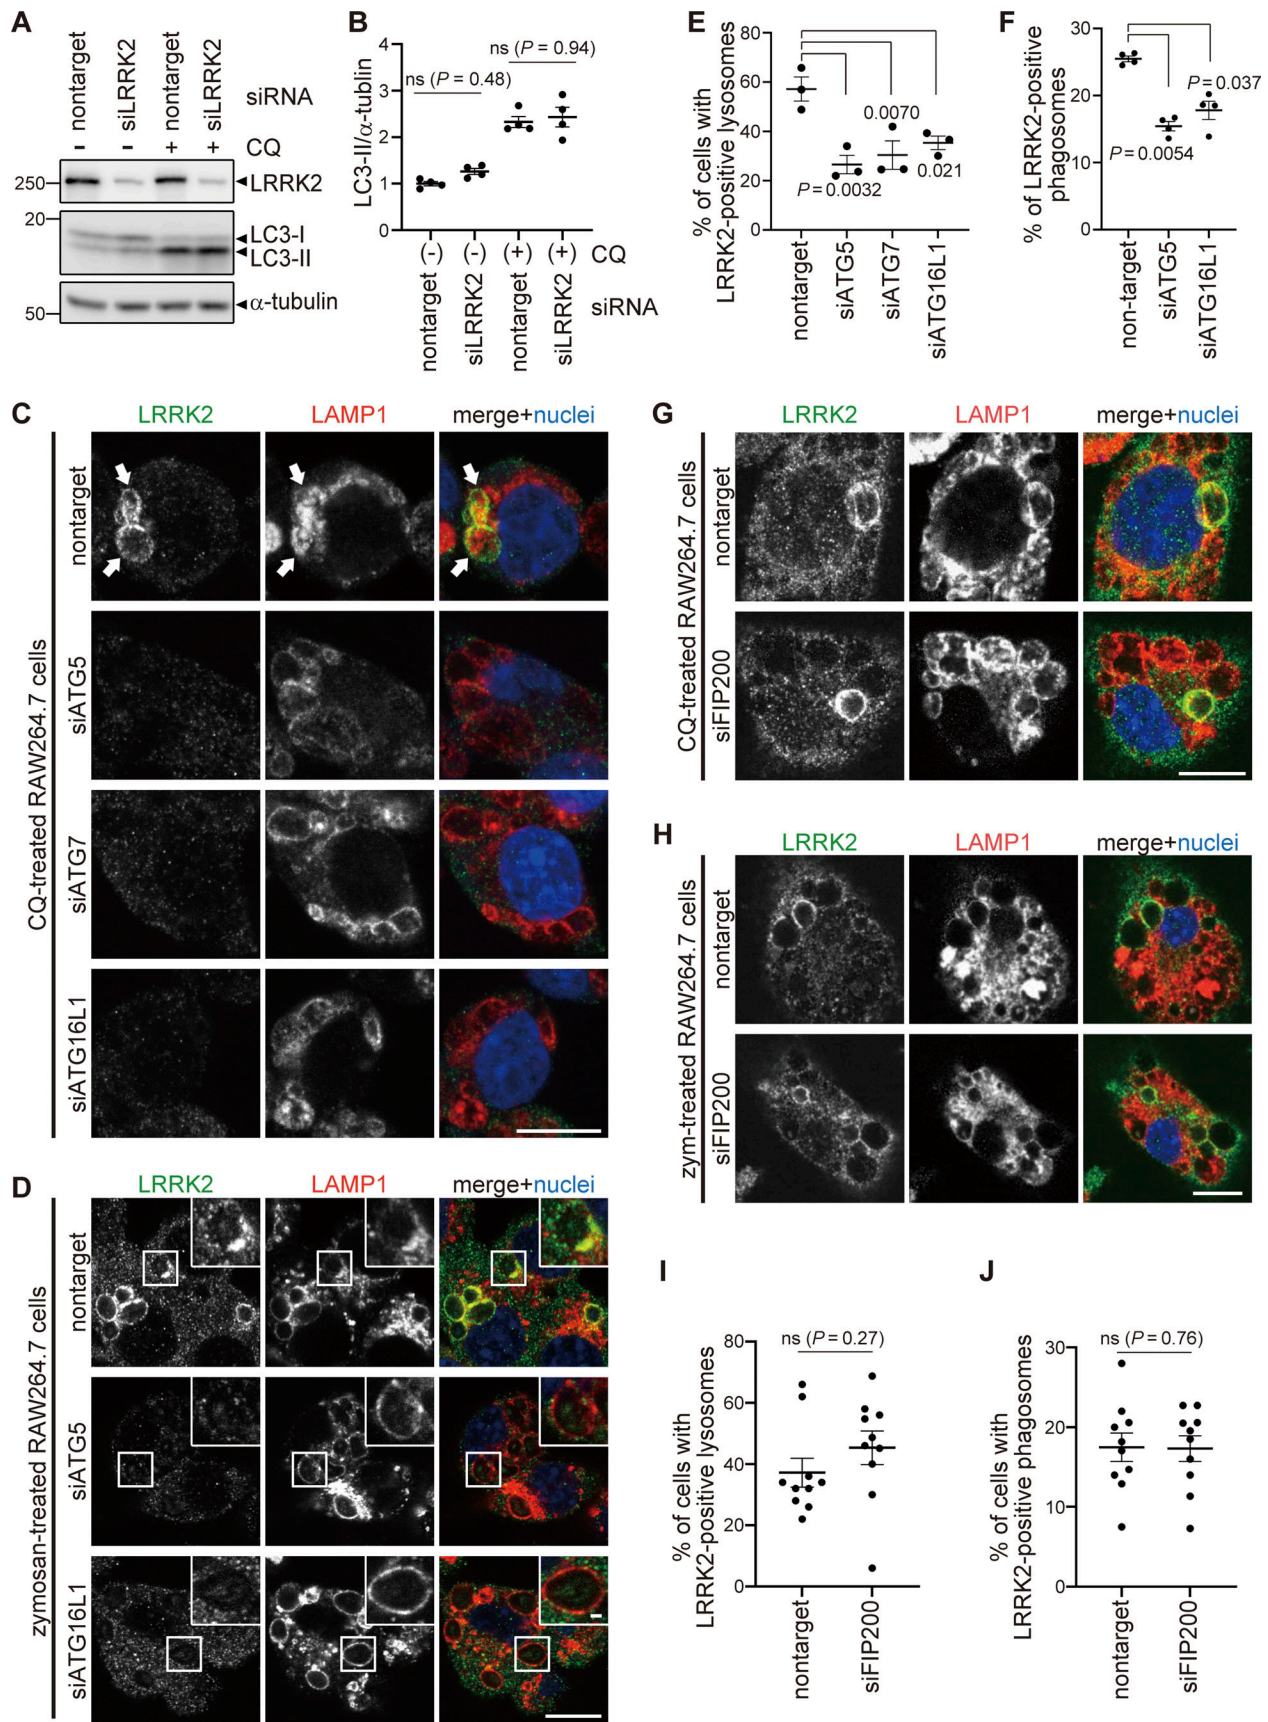 A
nontarget
siLRRK2
nontarget
siLRRK2
siRNA
- - + + CQ
250
LRRK2
20
LC3-I
LC3-II
50
α-tubulin
B
LC3-II/α-tubulin
4
3
2
1
0
ns (P = 0.48)
ns (P = 0.94)
(-) (-) (+) (+) CQ
nontarget
siLRRK2
nontarget
siLRRK2
siRNA
E
% of cells with
LRRK2-positive lysosomes
80
60
40
20
0
P = 0.0032
0.0070
0.021
nontarget
siATG5
siATG7
siATG16L1
F
% of LRRK2-positive
phagosomes
30
20
10
0
P = 0.0054
P = 0.037
non-target
siATG5
siATG16L1
C
LRRK2 LAMP1 merge+nuclei
CQ-treated RAW264.7 cells
nontarget
siATG5
siATG7
siATG16L1
D
LRRK2 LAMP1 merge+nuclei
zymosan-treated RAW264.7 cells
nontarget
siATG5
siATG16L1
G
LRRK2 LAMP1 merge+nuclei
CQ-treated RAW264.7 cells
nontarget
siFIP200
H
LRRK2 LAMP1 merge+nuclei
zym-treated RAW264.7 cells
nontarget
siFIP200
I
% of cells with
LRRK2-positive lysosomes
80
60
40
20
0
ns (P = 0.27)
nontarget
siFIP200
J
% of cells with
LRRK2-positive phagosomes
30
20
10
0
ns (P = 0.76)
nontarget
siFIP200